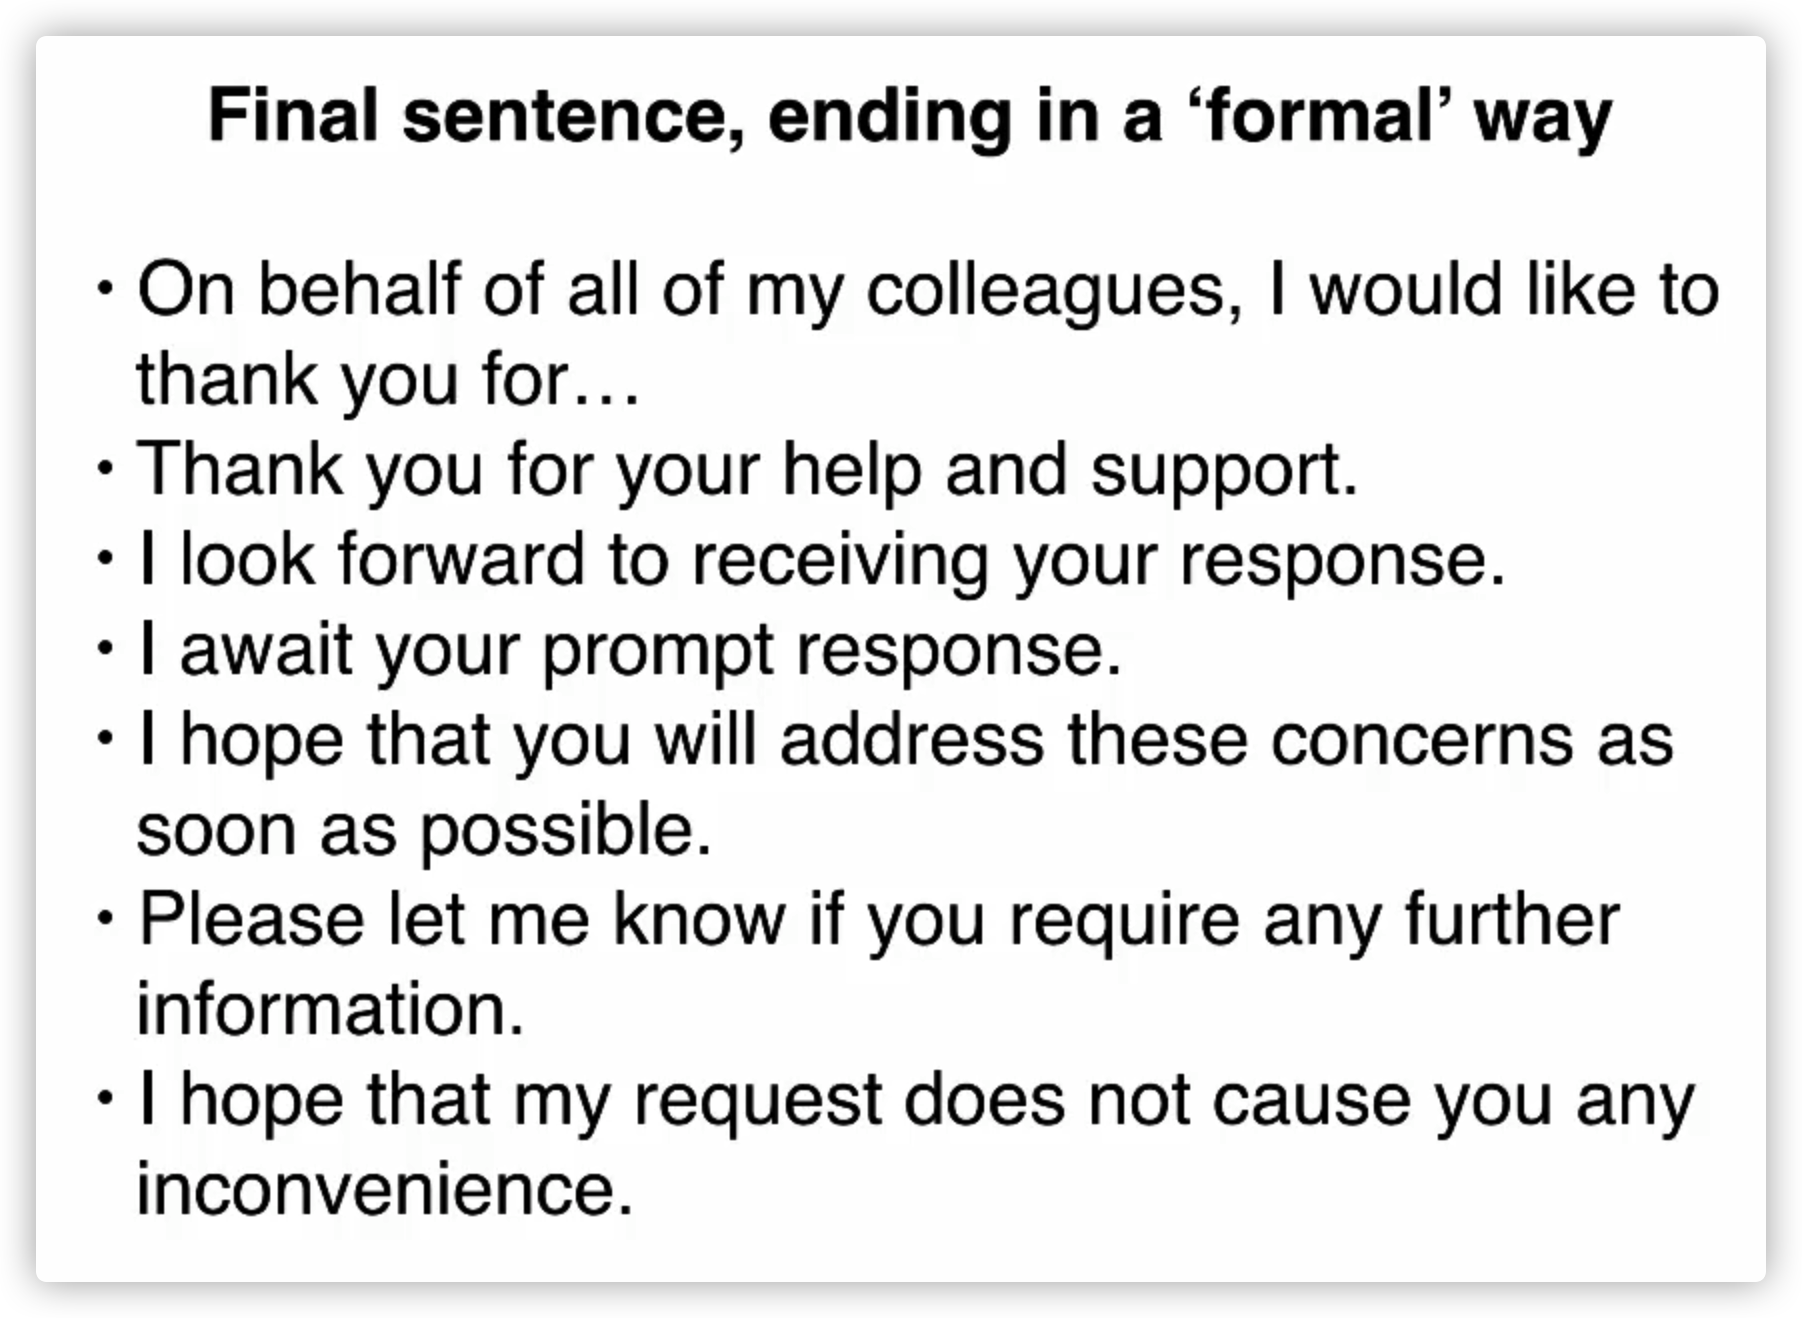 Final sentence, ending in a ‘formal’ way
• On behalf of all of my colleagues, I would like to
thank you for…
• Thank you for your help and support.
• I look forward to receiving your response.
• I await your prompt response.
• I hope that you will address these concerns as
soon as possible.
• Please let me know if you require any further
information.
• I hope that my request does not cause you any
inconvenience.